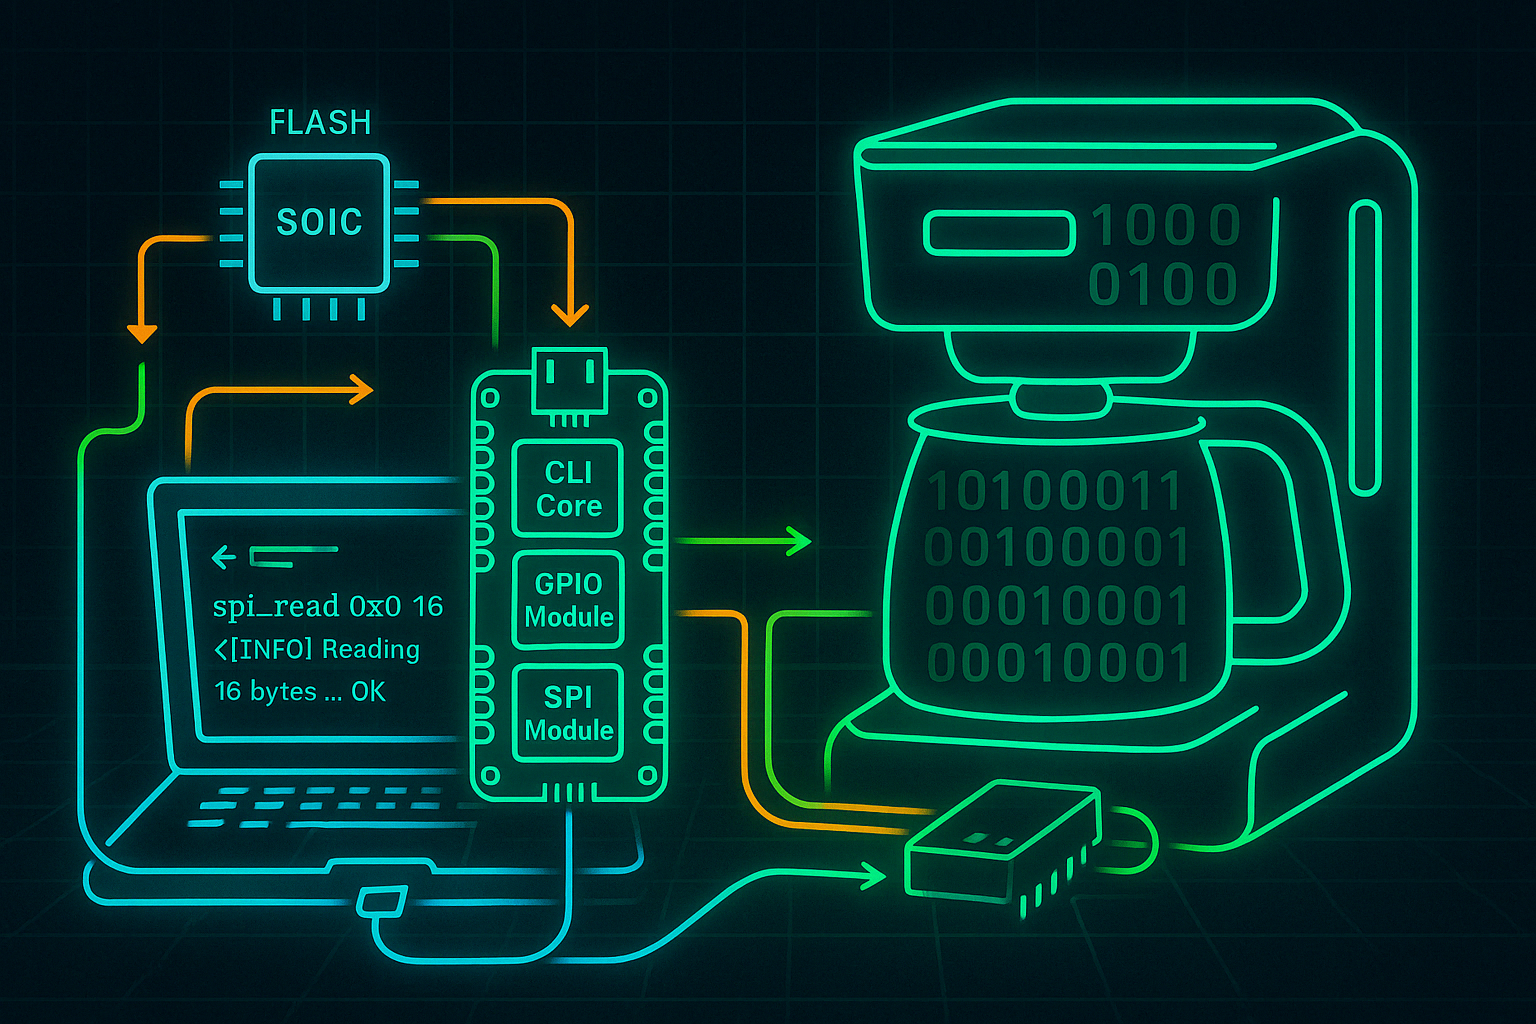 FLASH
SOIC
spi_read 0x0 16
<[INFO] Reading
16 bytes ... OK
CLI
Core
GPIO
Module
SPI
Module
1000
0100
10100011
00100001
00010001
00010001